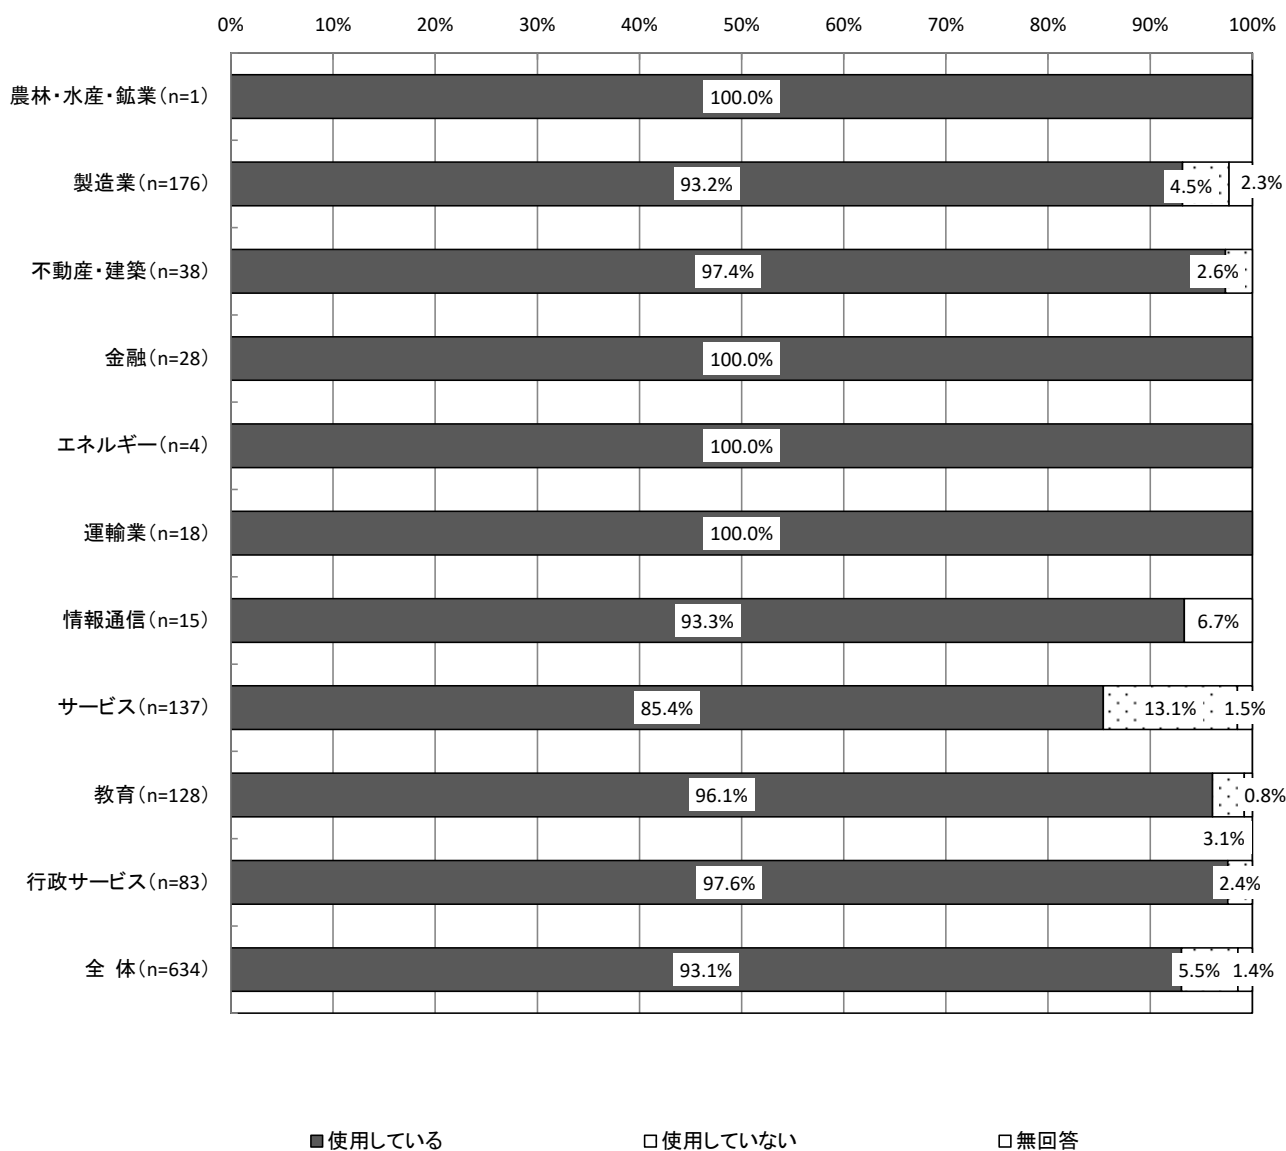 0% 10% 20% 30% 40% 50% 60% 70% 80% 90% 100%
農林・水産・鉱業(n=1) 100.0%
製造業(n=176) 93.2% 4.5% 2.3%
不動産・建築(n=38) 97.4% 2.6%
金融(n=28) 100.0%
エネルギー(n=4) 100.0%
運輸業(n=18) 100.0%
情報通信(n=15) 93.3% 6.7%
サービス(n=137) 85.4% 13.1% 1.5%
教育(n=128) 96.1% 0.8%
3.1%
行政サービス(n=83) 97.6% 2.4%
全 体(n=634) 93.1% 5.5% 1.4%
使用している 使用していない 無回答